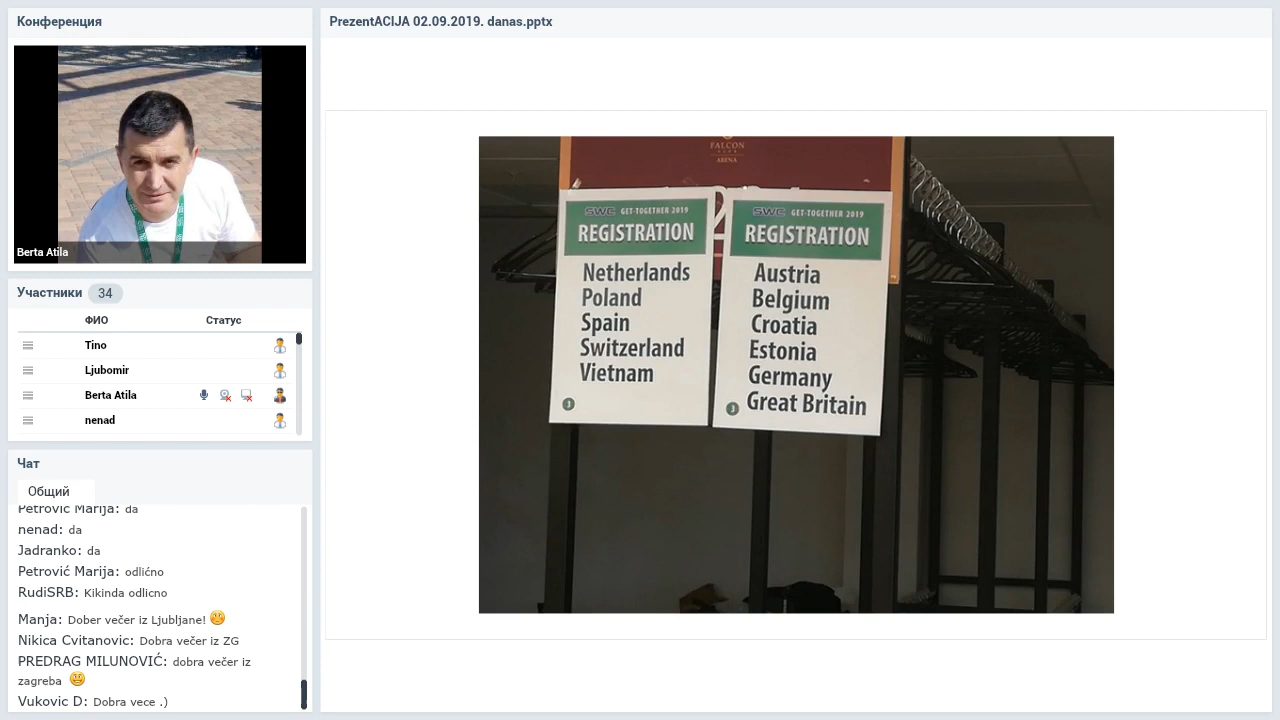 Конференция
Berta Atila
Участники 34
ФИО Статус
Tino
Ljubomir
Berta Atila
nenad
Чат
Общий
Petrović Marija: da
nenad: da
Jadranko: da
Petrović Marija: odlićno
RudiSRB: Kikinda odlicno
Manja: Dober večer iz Ljubljane!
Nikica Cvitanovic: Dobra večer iz ZG
PREDRAG MILUNOVIĆ: dobra večer iz
zagreba
Vukovic D: Dobra vece .)
PrezentACIJA 02.09.2019. danas.pptx
FALCON
CLUB
ARENA
SWC GET-TOGETHER 2019
REGISTRATION
Netherlands
Poland
Spain
Switzerland
Vietnam
3
SWC GET-TOGETHER 2019
REGISTRATION
Austria
Belgium
Croatia
Estonia
Germany
Great Britain
3